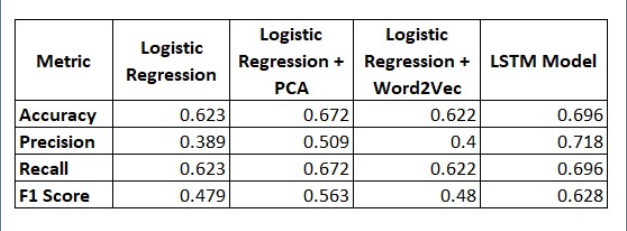 Metric Logistic Regression Logistic Regression + PCA Logistic Regression + Word2Vec LSTM Model
Accuracy 0.623 0.672 0.622 0.696
Precision 0.389 0.509 0.4 0.718
Recall 0.623 0.672 0.622 0.696
F1 Score 0.479 0.563 0.48 0.628